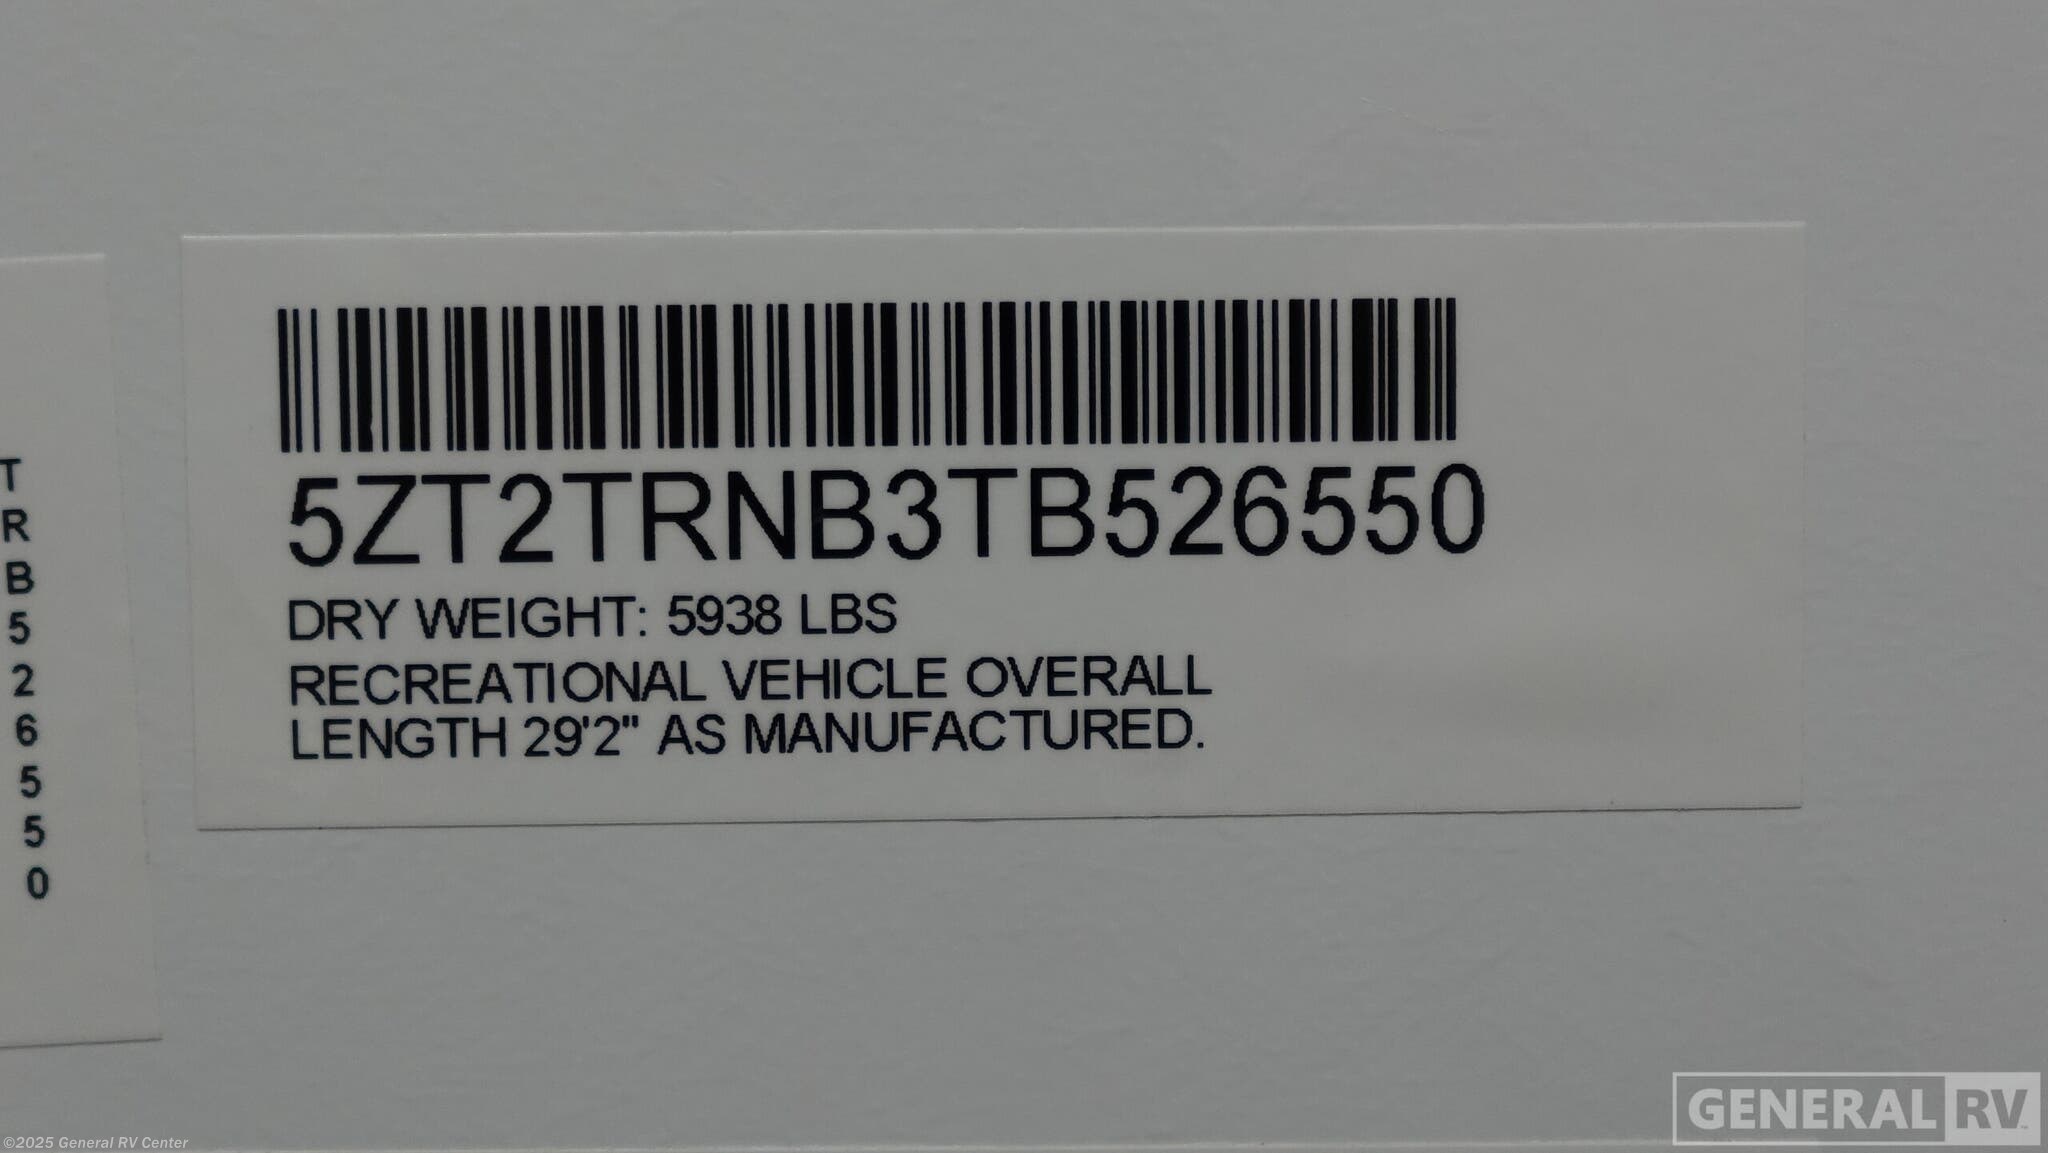 T
R
B
5
2
6
5
5
0
5ZT2TRNB3TB526550
DRY WEIGHT: 5938 LBS
RECREATIONAL VEHICLE OVERALL
LENGTH 29'2" AS MANUFACTURED.
GENERAL RV
©2025 General RV Center